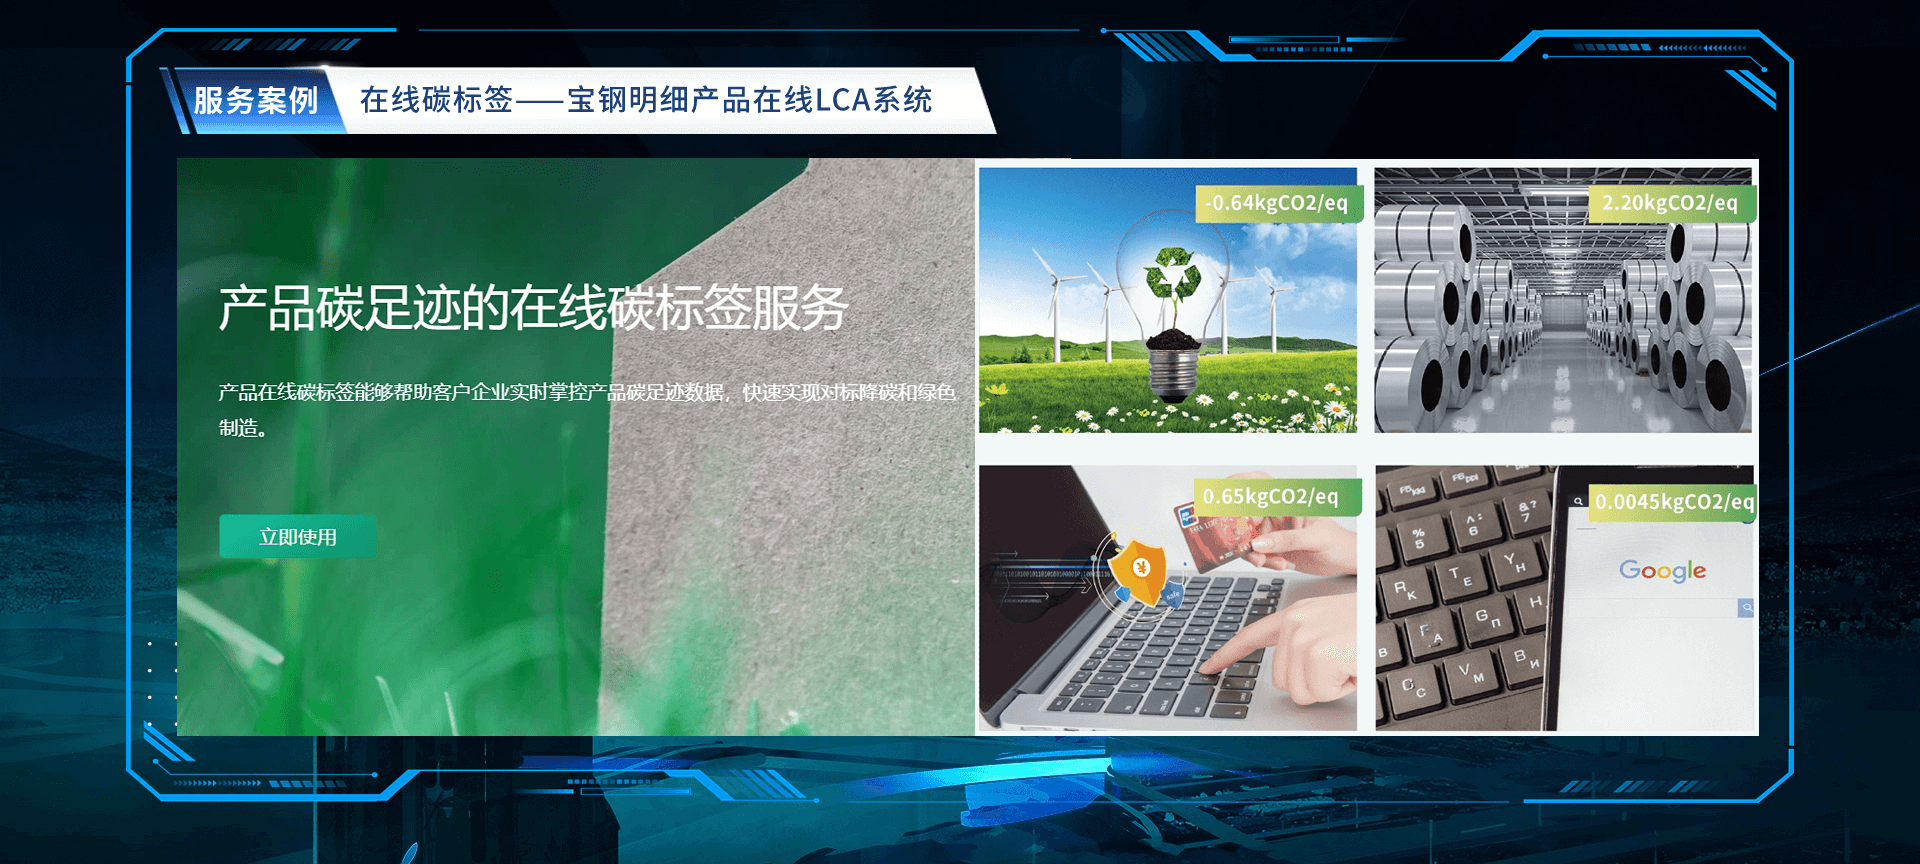 服务案例
在线碳标签——宝钢明细产品在线LCA系统
产品碳足迹的在线碳标签服务
产品在线碳标签能够帮助客户企业实时掌控产品碳足迹数据，快速实现对标降碳和绿色
制造。
立即使用
-0.64kgCO2/eq
2.20kgCO2/eq
0.65kgCO2/eq
safe
0.0045kgCO2/eq
Google